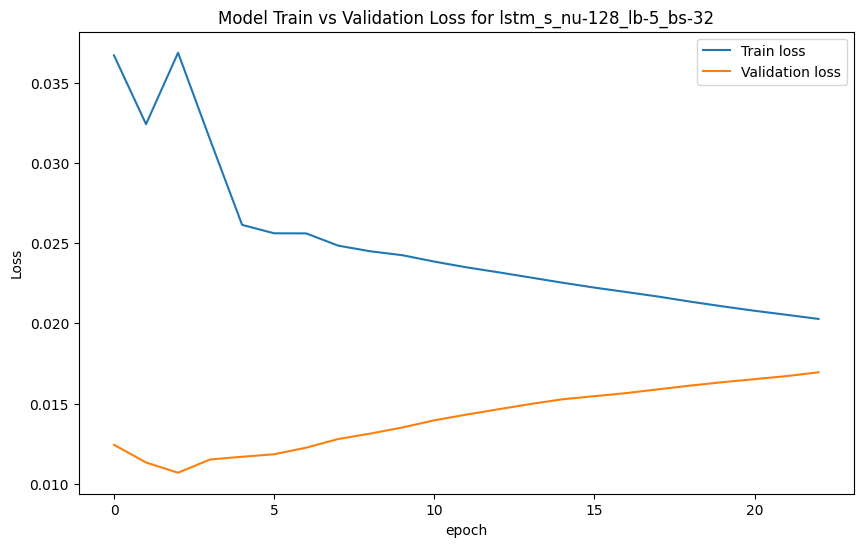 Model Train vs Validation Loss for lstm_s_nu-128_lb-5_bs-32
Train loss
Validation loss
0.035
0.030
0.025
0.020
0.015
0.010
Loss
0
5
10
15
20
epoch